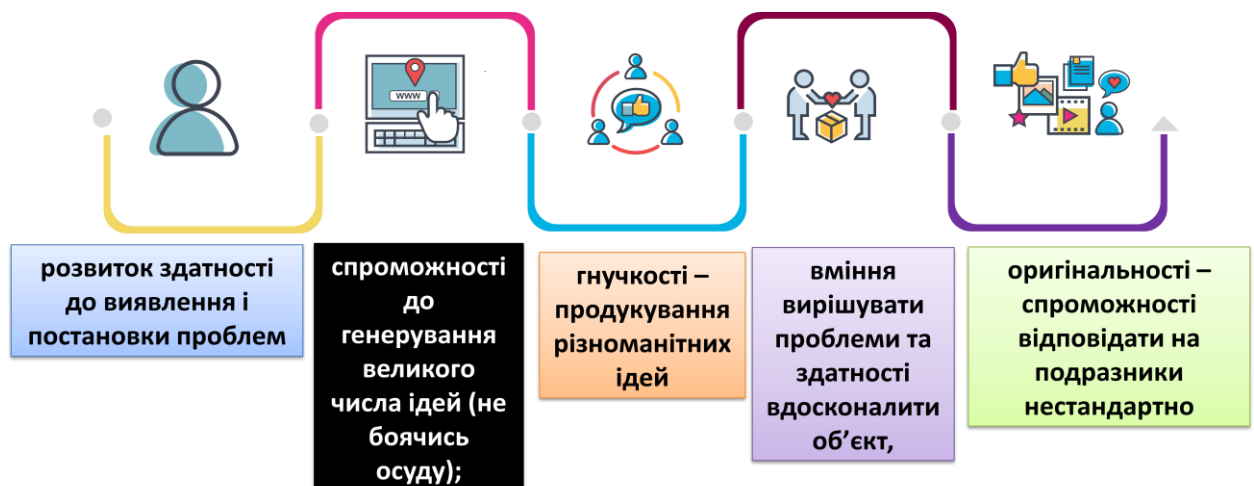 www
розвиток здатності
до виявлення і
постановки проблем
спроможності
до
генерування
великого
числа ідей (не
боячись
осуду);
гнучкості –
продукування
різноманітних
ідей
вміння
вирішувати
проблеми та
здатності
вдосконалити
об’єкт,
оригінальності –
спроможності
відповідати на
подразники
нестандартно